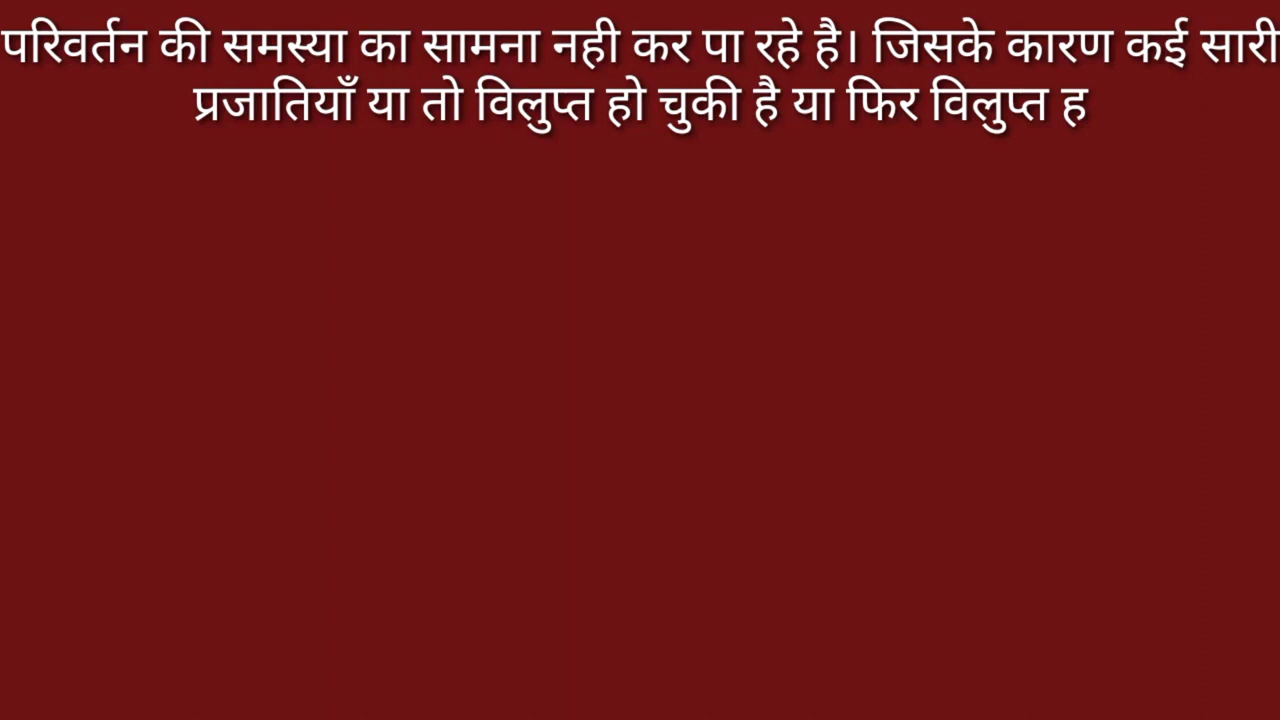 परिवर्तन की समस्या का सामना नही कर पा रहे है। जिसके कारण कई सारी
प्रजातियाँ या तो विलुप्त हो चुकी है या फिर विलुप्त ह